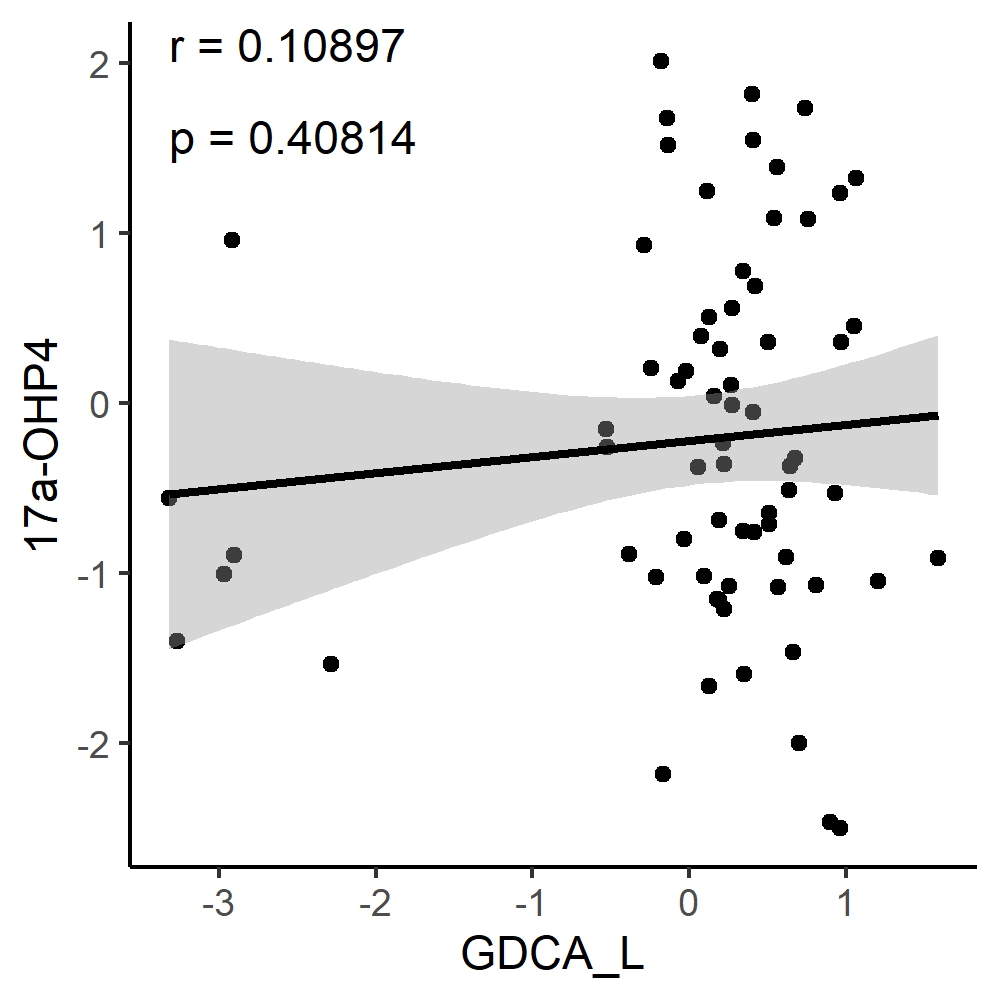 r = 0.10897
p = 0.40814
2
1
0
-1
-2
17a-OHP4
-3 -2 -1 0 1
GDCA_L